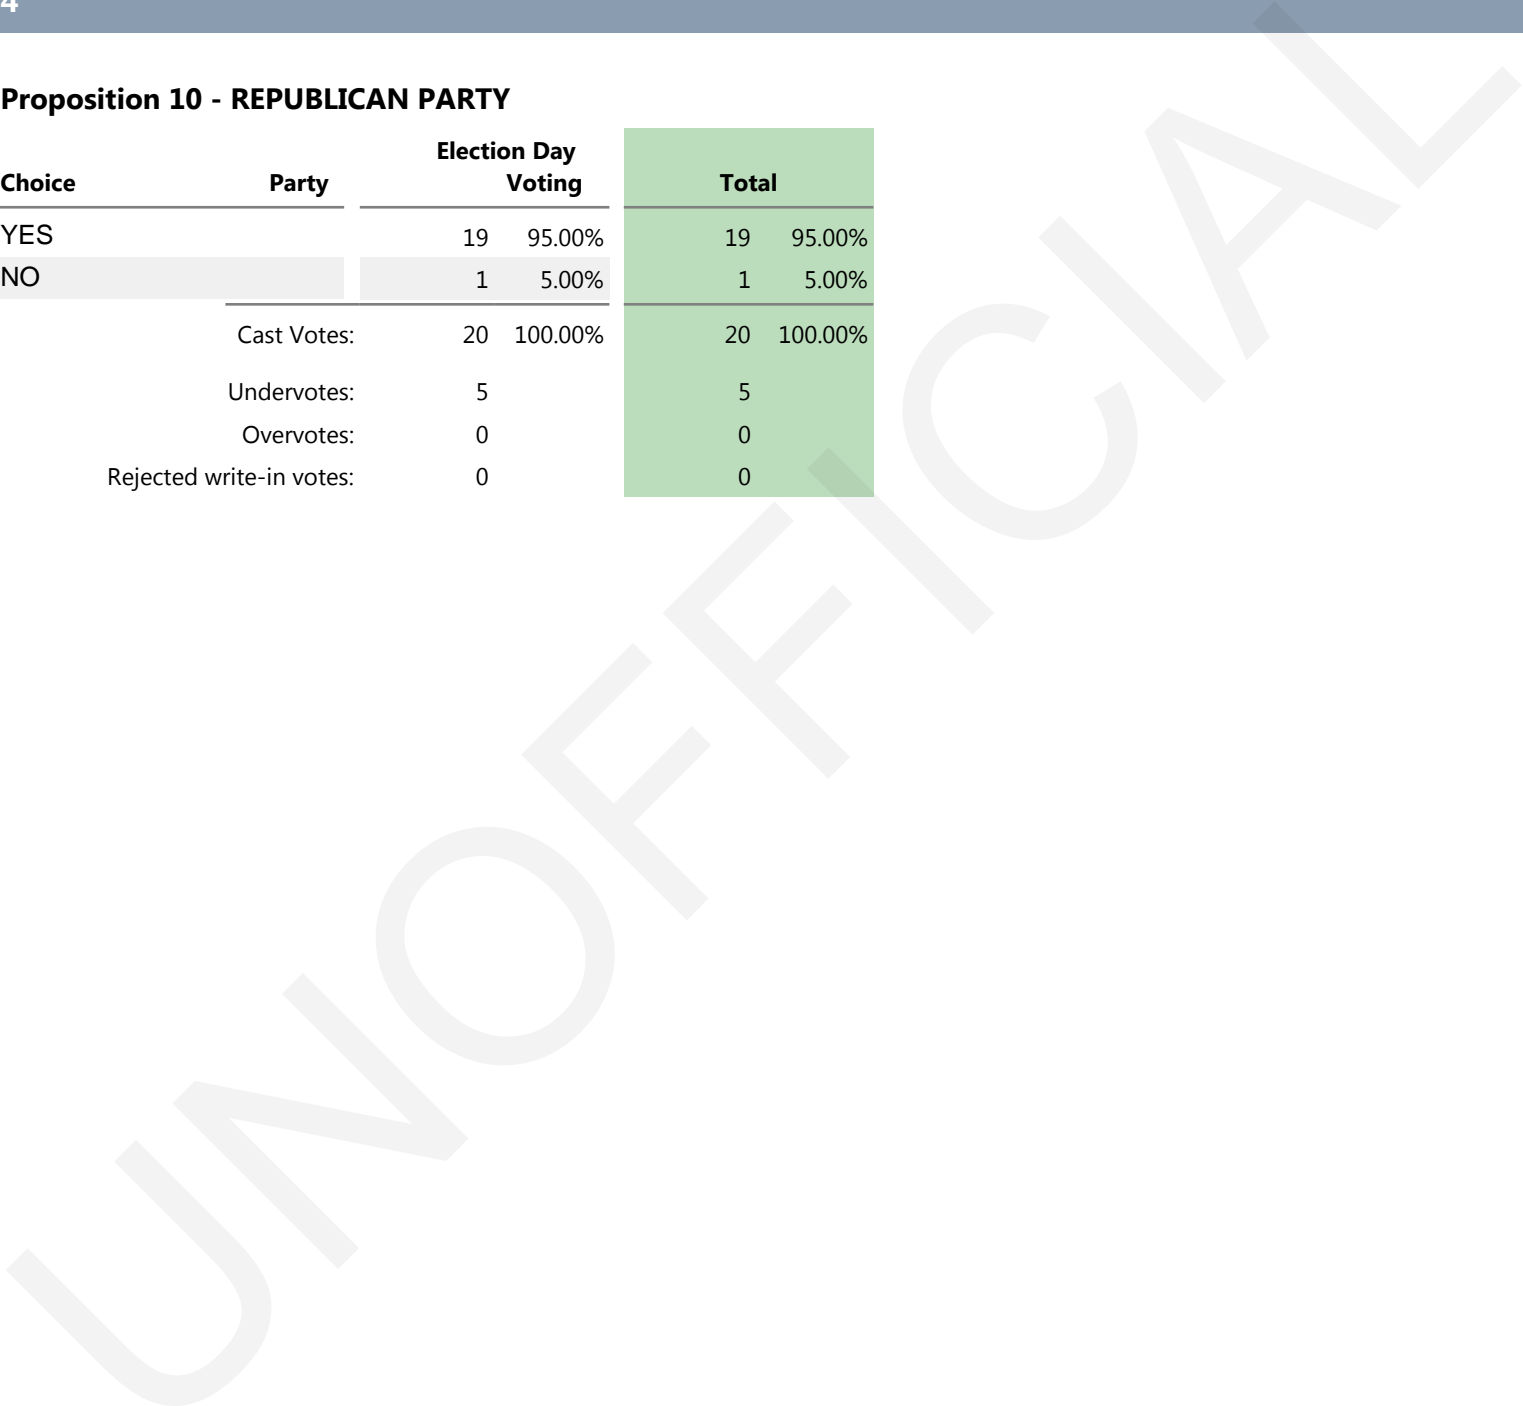 4
Proposition 10 - REPUBLICAN PARTY
Election Day
Choice Party Voting Total
YES 19 95.00% 19 95.00%
NO 1 5.00% 1 5.00%
Cast Votes: 20 100.00% 20 100.00%
Undervotes: 5 5
Overvotes: 0 0
Rejected write-in votes: 0 0
UNOFFICIAL